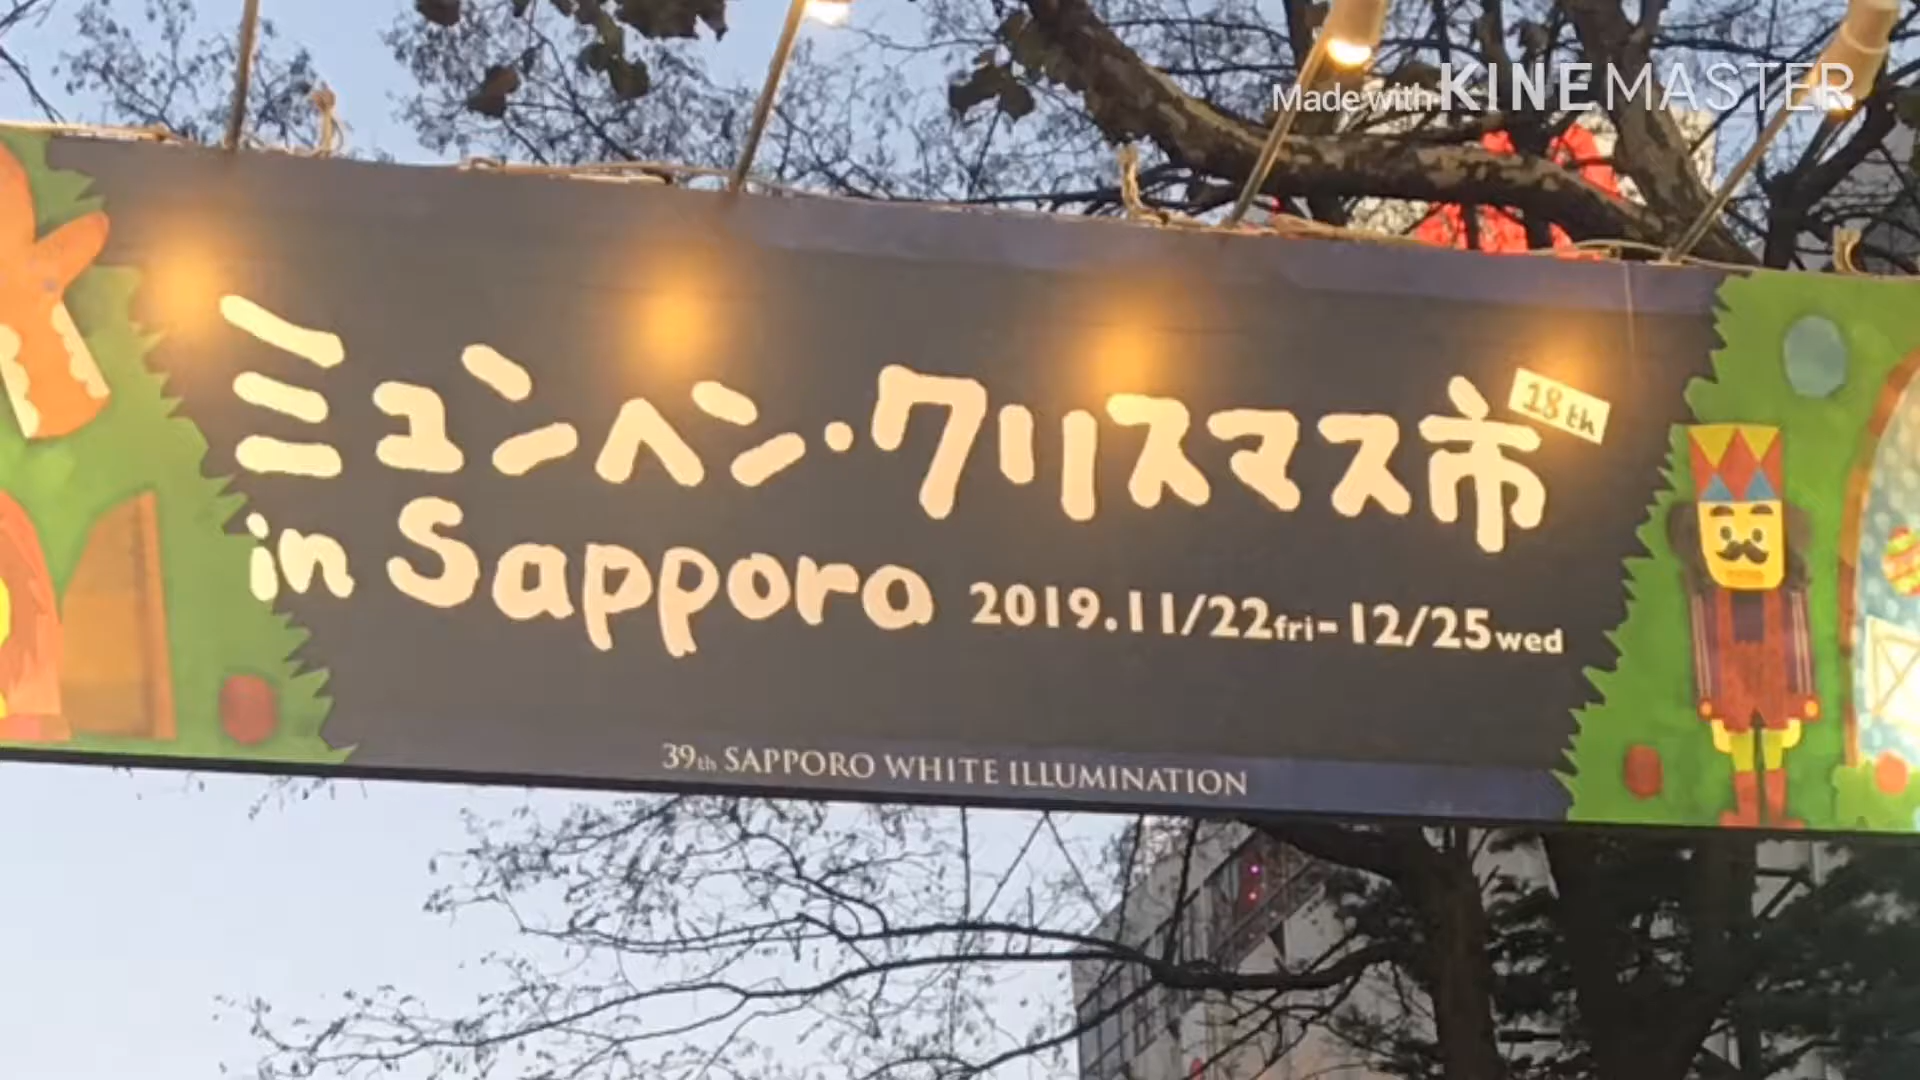 Made with KINEMASTER
ミュンヘン・クリスマス市 18th
in Sapporo 2019.11/22fri-12/25wed
39th SAPPORO WHITE ILLUMINATION